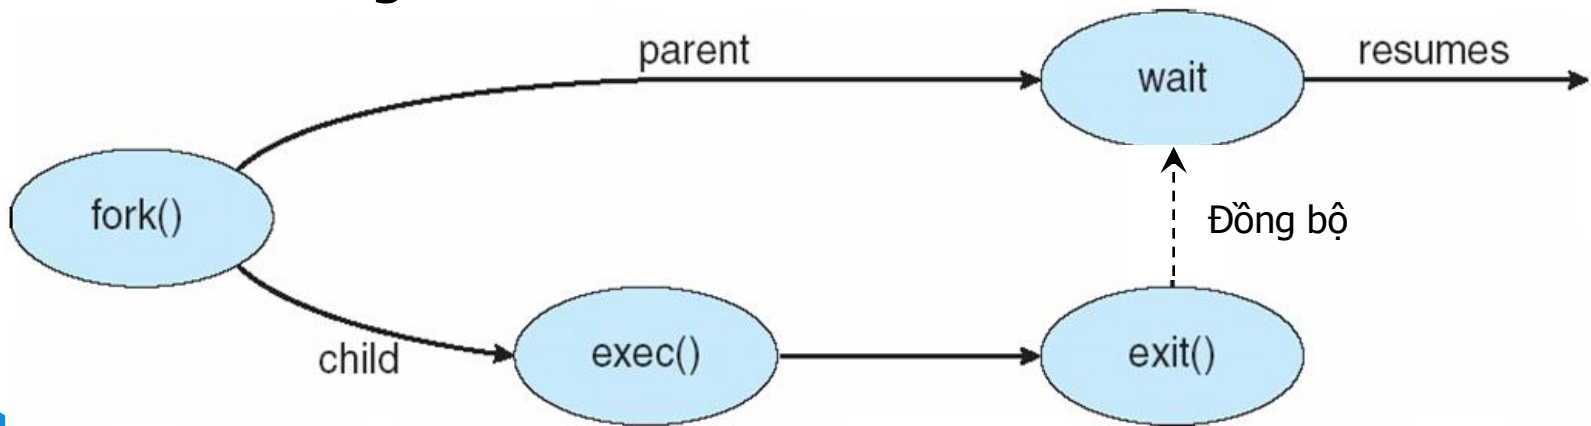 parent
wait
resumes
fork()
Đồng bộ
child
exec()
exit()